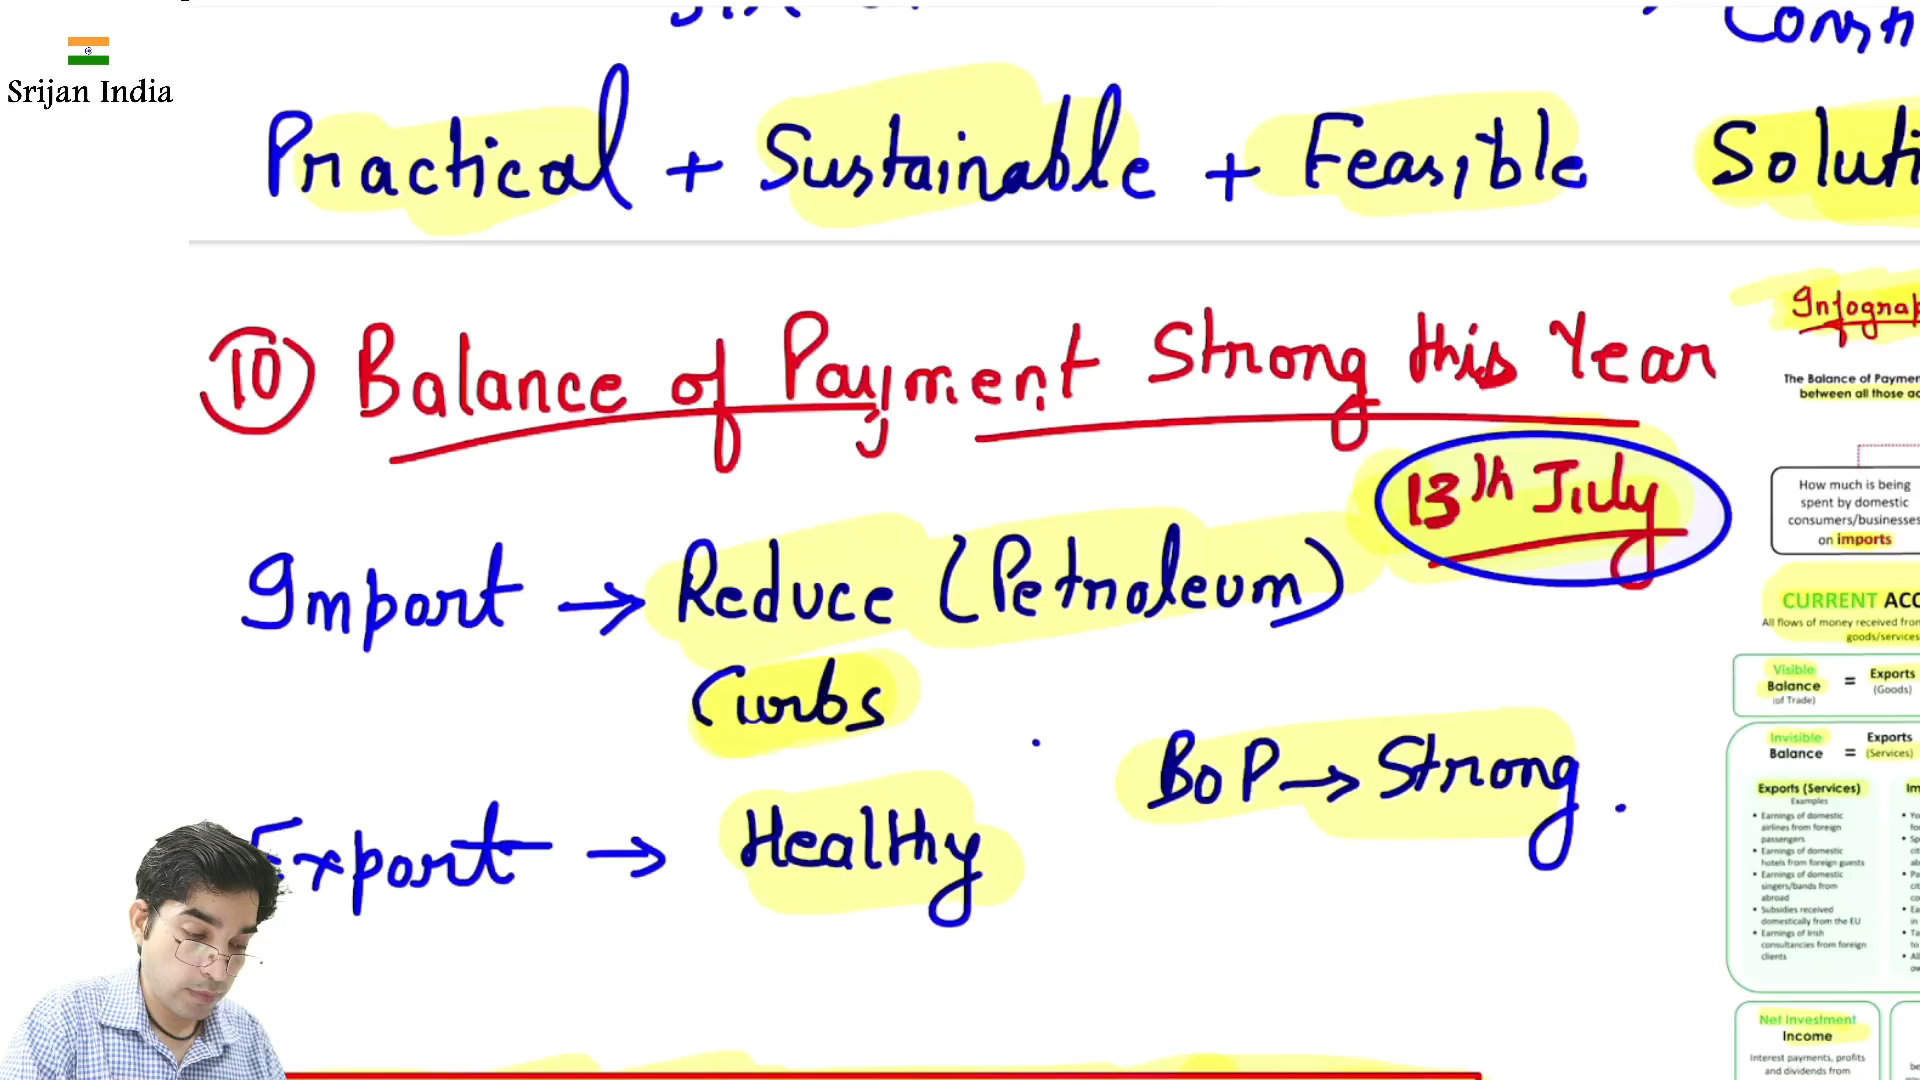 Srijan India
Practical + Sustainable + Feasible
10 Balance of Payment Strong this Year
13th July
Import → Reduce (Petroleum)
Curbs
BOP → Strong.
Export → Healthy
The Balance of
between all those
How much is being
spent by domestic
consumers/businesses
on imports
CURRENT
All flows of money received
goods/services
Visible
Balance
(of Trade)
= Exports
(Goods)
Invisible
Balance
= Exports
(Services)
Exports (Services)
Examples
• Earnings of domestic
airlines from foreign
passengers
• Earnings of domestic
hotels from foreign guests
• Earnings of domestic
singers/bands from
abroad
• Subsidies received
domestically from the EU
• Earnings of Irish
consultancies from foreign
clients
Net Investment
Income
Interest payments, profits
and dividends from